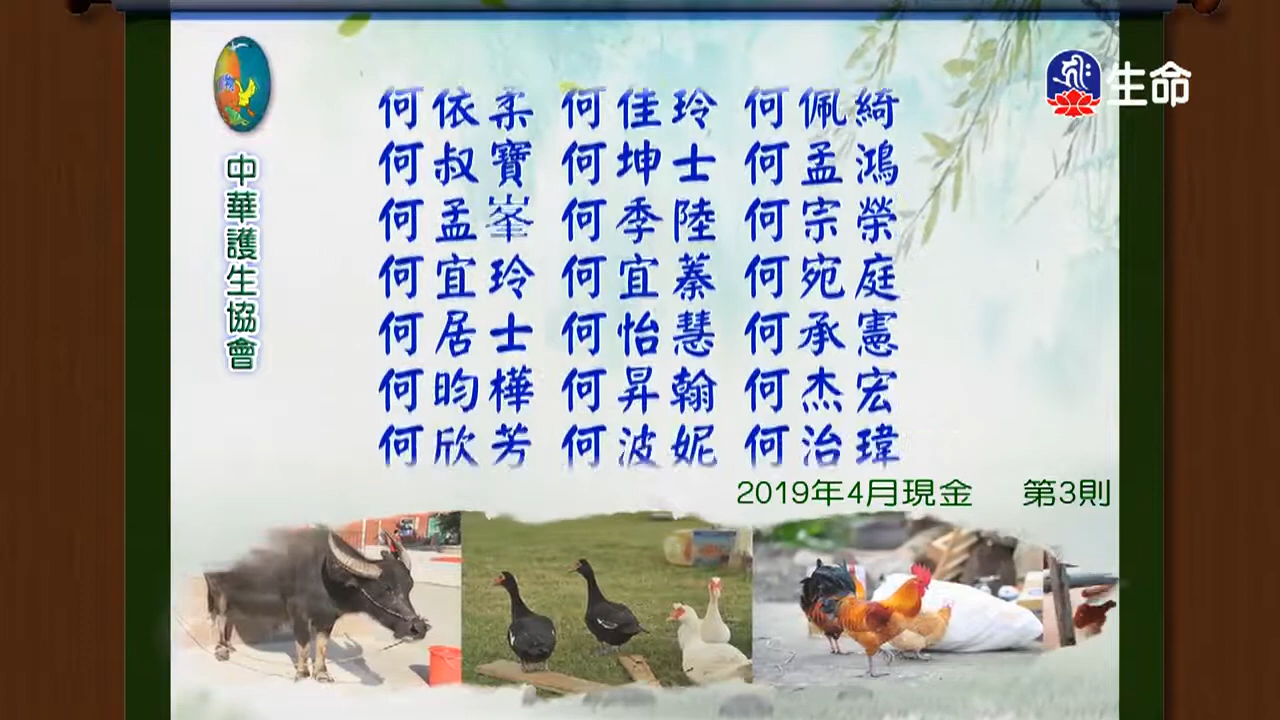 生命
中華護生協會
何依柔 何佳玲 何佩綺
何叔寶 何坤士 何孟鴻
何孟峯 何季陸 何宗榮
何宜玲 何宜蓁 何宛庭
何居士 何怡慧 何承憲
何昀樺 何昇翰 何杰宏
何欣芳 何波妮 何治瑋
2019年4月現金 第3則